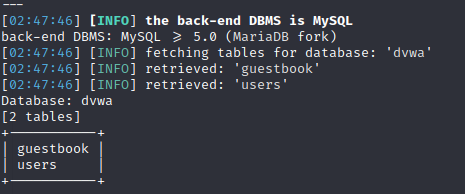 ---
[02:47:46] [INFO] the back-end DBMS is MySQL
back-end DBMS: MySQL ⩾ 5.0 (MariaDB fork)
[02:47:46] [INFO] fetching tables for database: 'dvwa'
[02:47:46] [INFO] retrieved: 'guestbook'
[02:47:46] [INFO] retrieved: 'users'
Database: dvwa
[2 tables]
+-----------+
| guestbook |
| users     |
+-----------+